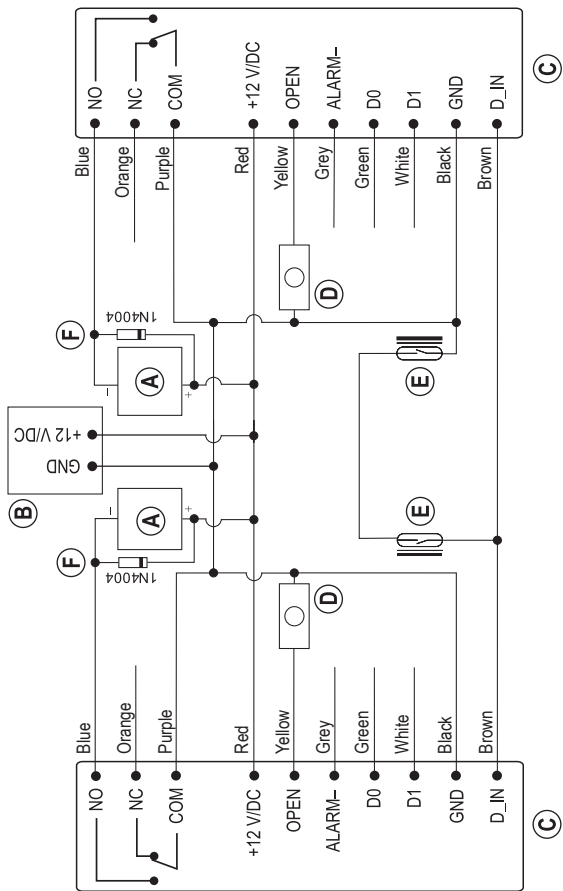 NO
NC
COM
+12 V/DC
OPEN
ALARM–
D0
D1
GND
D_IN
C
Blue
Orange
Purple
Red
Yellow
Grey
Green
White
Black
Brown
F
1N4004
–
A
+
D
E
B
+12 V/DC
GND
F
1N4004
–
A
+
D
E
Blue
Orange
Purple
Red
Yellow
Grey
Green
White
Black
Brown
NO
NC
COM
+12 V/DC
OPEN
ALARM–
D0
D1
GND
D_IN
C